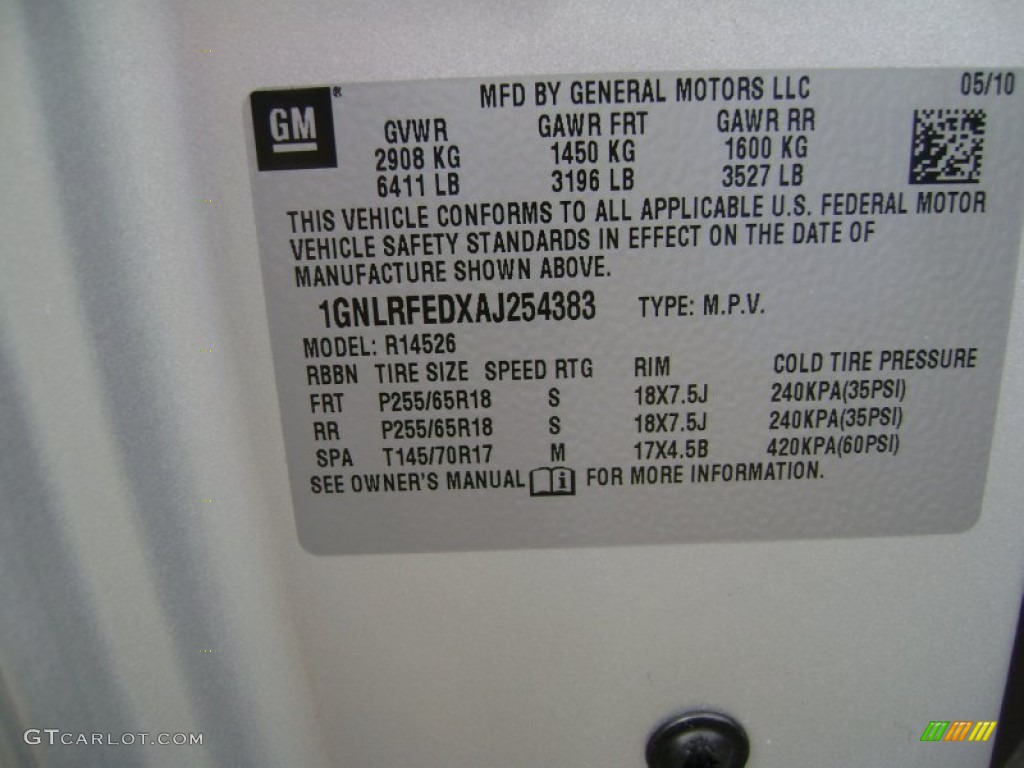 GM®
MFD BY GENERAL MOTORS LLC 05/10
GVWR GAWR FRT GAWR RR
2908 KG 1450 KG 1600 KG
6411 LB 3196 LB 3527 LB
THIS VEHICLE CONFORMS TO ALL APPLICABLE U.S. FEDERAL MOTOR
VEHICLE SAFETY STANDARDS IN EFFECT ON THE DATE OF
MANUFACTURE SHOWN ABOVE.
1GNLRFEDXAJ254383 TYPE: M.P.V.
MODEL: R14526
RBBN TIRE SIZE SPEED RTG RIM COLD TIRE PRESSURE
FRT P255/65R18 S 18X7.5J 240KPA(35PSI)
RR P255/65R18 S 18X7.5J 240KPA(35PSI)
SPA T145/70R17 M 17X4.5B 420KPA(60PSI)
SEE OWNER'S MANUAL i FOR MORE INFORMATION.
GTCARLOT.COM